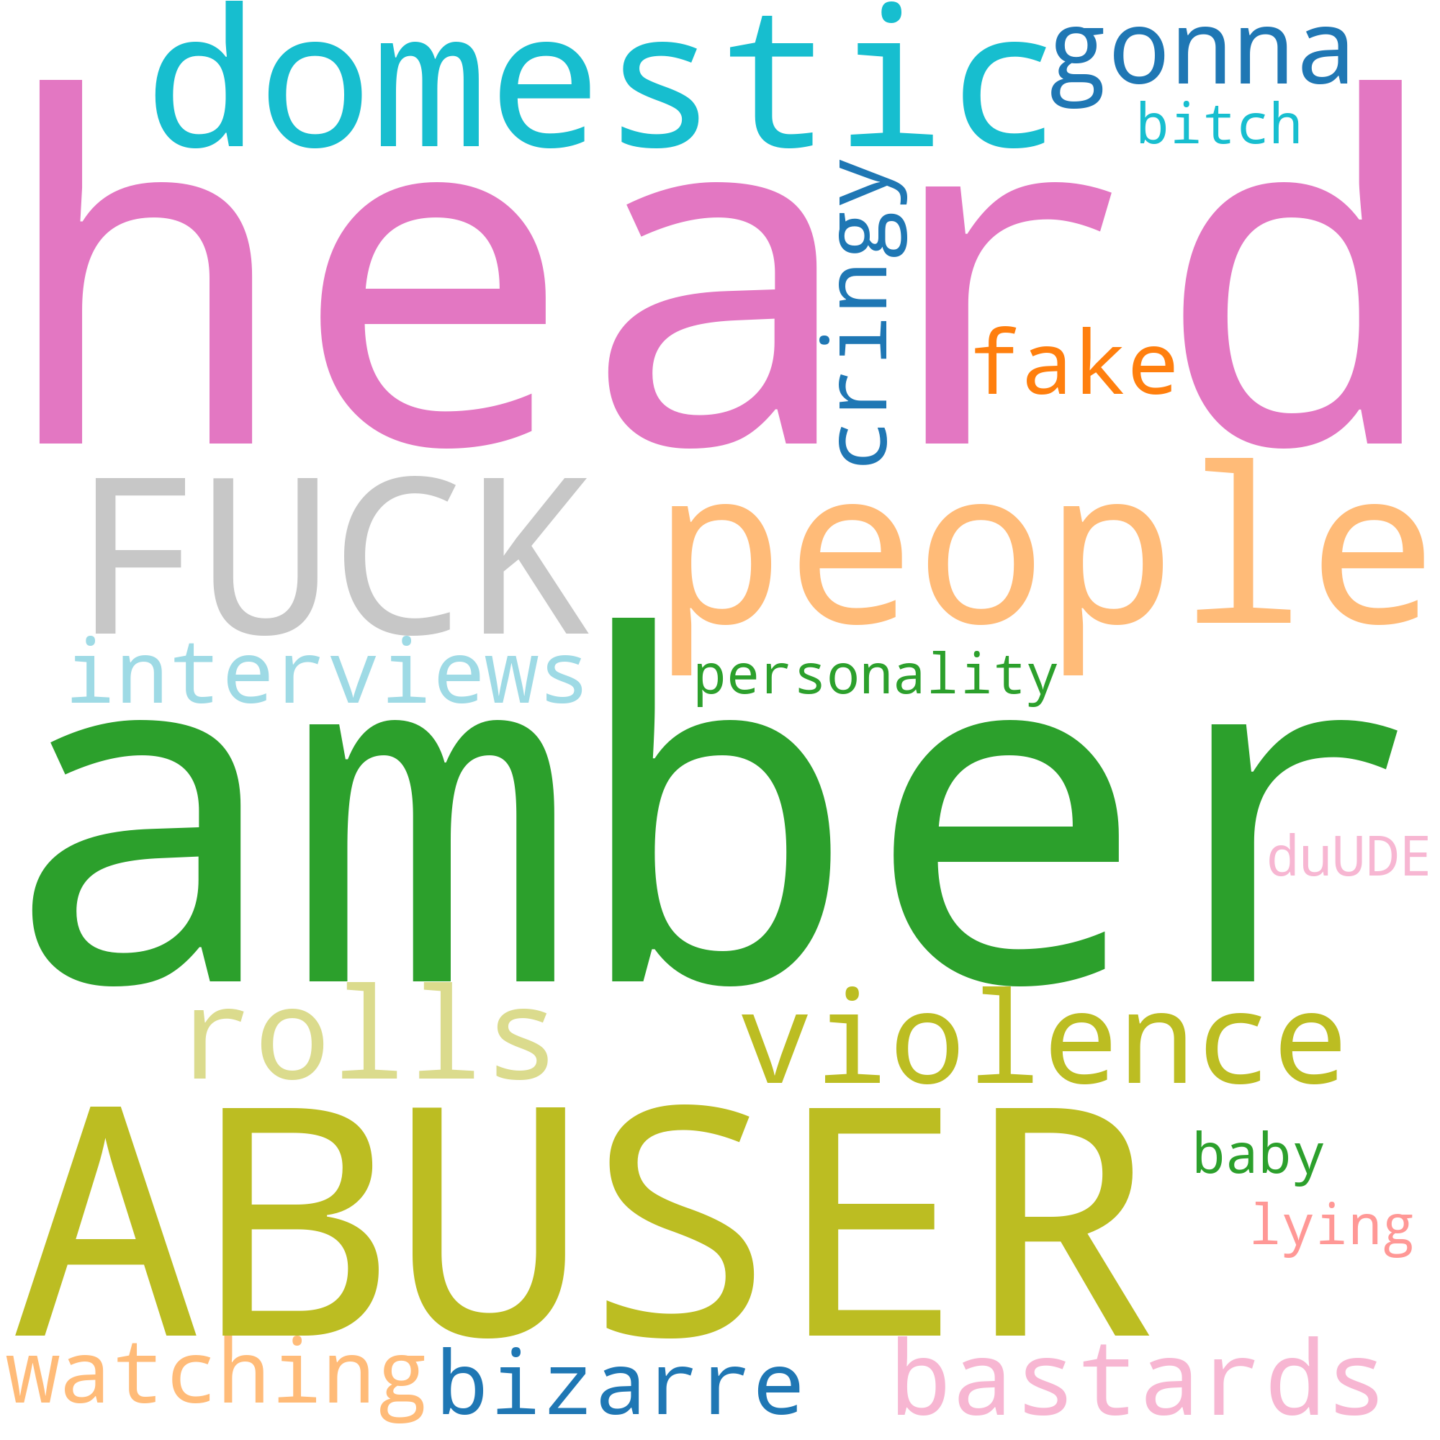 domestic
gonna
bitch
heard
cringy
fake
FUCK
people
interviews
personality
amber
duUDE
rolls
violence
ABUSER
baby
lying
watching
bizarre
bastards